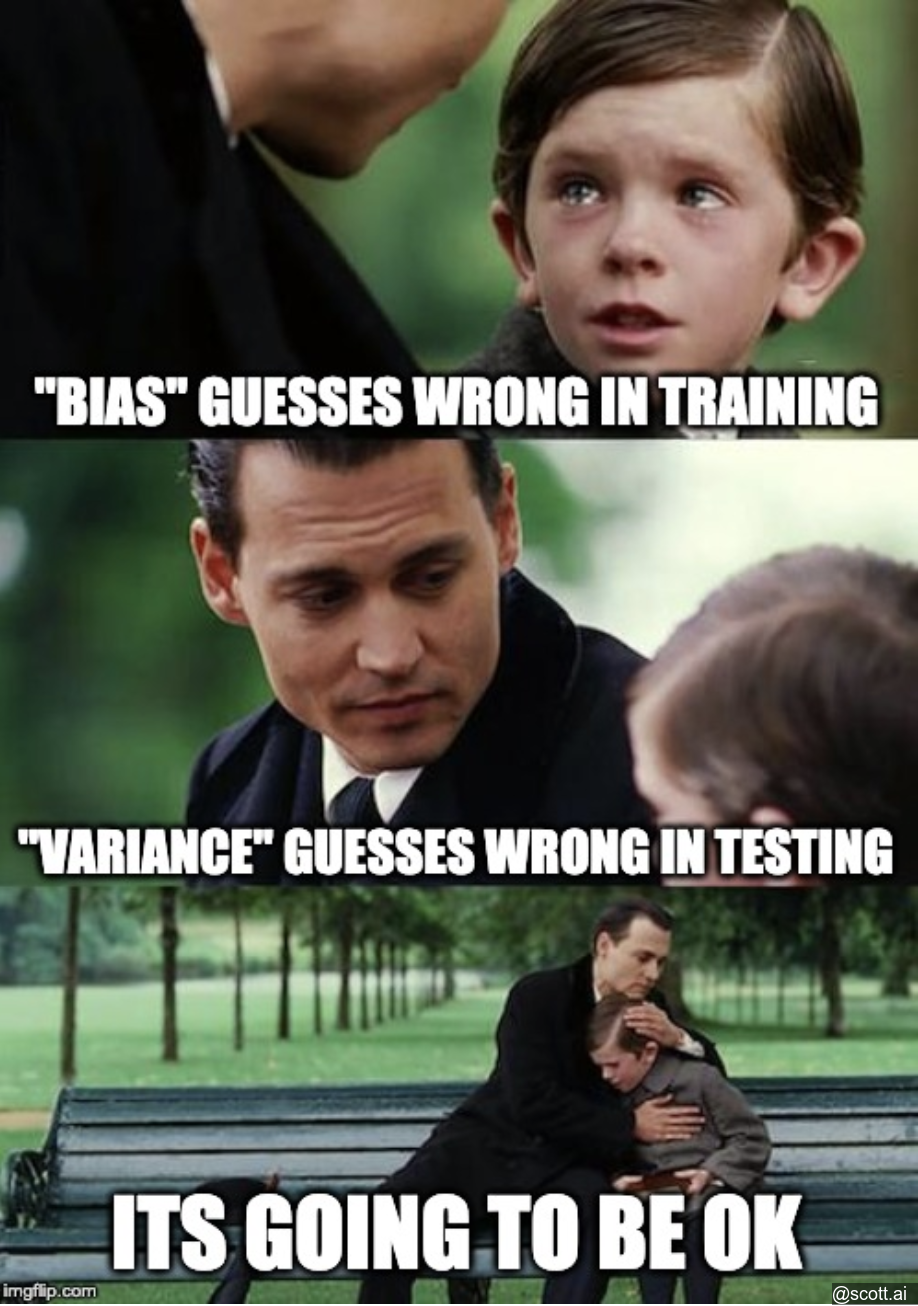 "BIAS" GUESSES WRONG IN TRAINING
"VARIANCE" GUESSES WRONG IN TESTING
ITS GOING TO BE OK
imgflip.com
@scott.ai